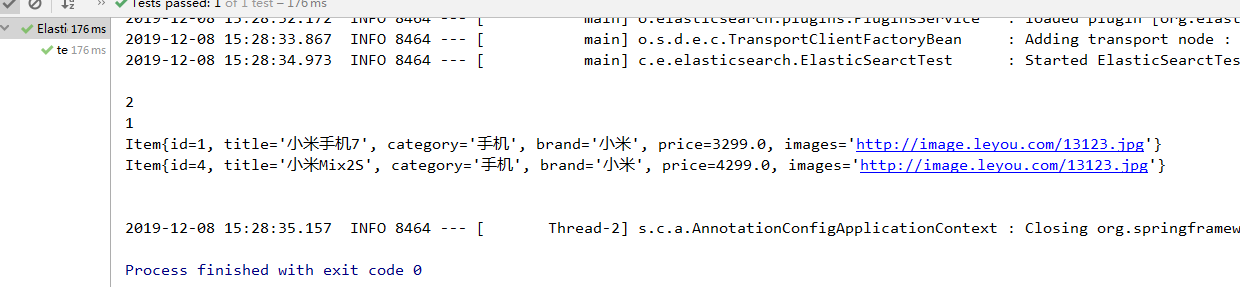 Tests passed: 1 of 1 test – 176 ms
Elasti 176 ms
te 176 ms
2019-12-08 15:28:32.172  INFO 8464 --- [           main] o.elasticsearch.plugins.PluginsService   : loaded plugin [org.elast
2019-12-08 15:28:33.867  INFO 8464 --- [           main] o.s.d.e.c.TransportClientFactoryBean     : Adding transport node :
2019-12-08 15:28:34.973  INFO 8464 --- [           main] c.e.elasticsearch.ElasticSearctTest      : Started ElasticSearctTes
2
1
Item{id=1, title='小米手机7', category='手机', brand='小米', price=3299.0, images='http://image.leyou.com/13123.jpg'}
Item{id=4, title='小米Mix2S', category='手机', brand='小米', price=4299.0, images='http://image.leyou.com/13123.jpg'}
2019-12-08 15:28:35.157  INFO 8464 --- [       Thread-2] s.c.a.AnnotationConfigApplicationContext : Closing org.springframew
Process finished with exit code 0